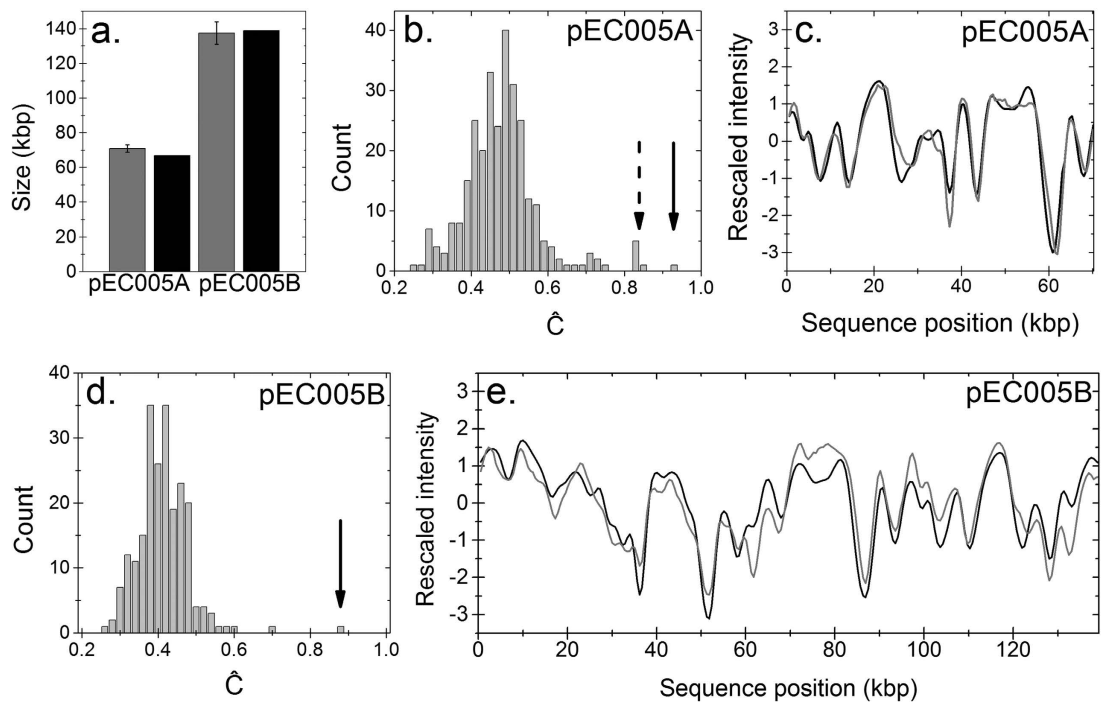 a.
Size (kbp)
140
120
100
80
60
40
20
0
pEC005A
pEC005B
b.
pEC005A
Count
40
30
20
10
0
0.2
0.4
0.6
0.8
1.0
Ĉ
c.
pEC005A
Rescaled intensity
3
2
1
0
-1
-2
-3
0
20
40
60
Sequence position (kbp)
d.
pEC005B
Count
40
30
20
10
0
0.2
0.4
0.6
0.8
1.0
Ĉ
e.
pEC005B
Rescaled intensity
3
2
1
0
-1
-2
-3
0
20
40
60
80
100
120
Sequence position (kbp)